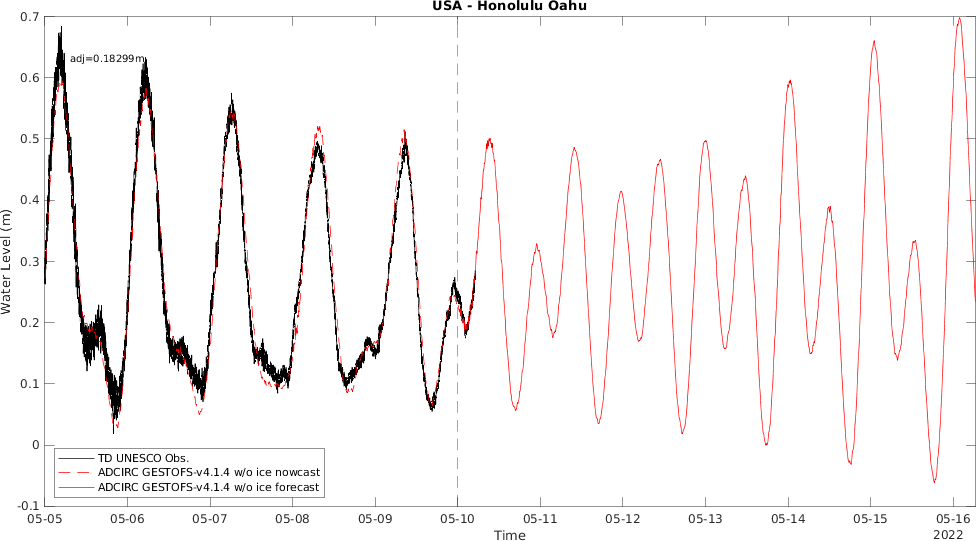 USA - Honolulu Oahu
adj=0.18299m
Water Level (m)
0.7
0.6
0.5
0.4
0.3
0.2
0.1
0
-0.1
TD UNESCO Obs.
ADCIRC GESTOFS-v4.1.4 w/o ice nowcast
ADCIRC GESTOFS-v4.1.4 w/o ice forecast
05-05 05-06 05-07 05-08 05-09 05-10 05-11 05-12 05-13 05-14 05-15 05-16
Time
2022